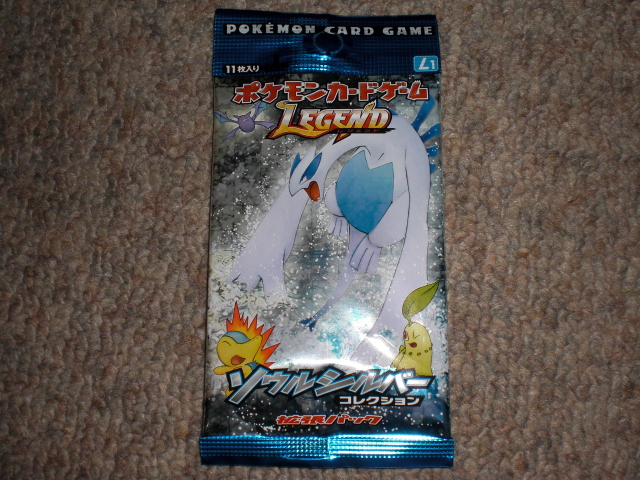 POKÉMON CARD GAME
11枚入り
L1
ポケモンカードゲーム
LEGEND
ソウルシルバー
コレクション
拡張パック